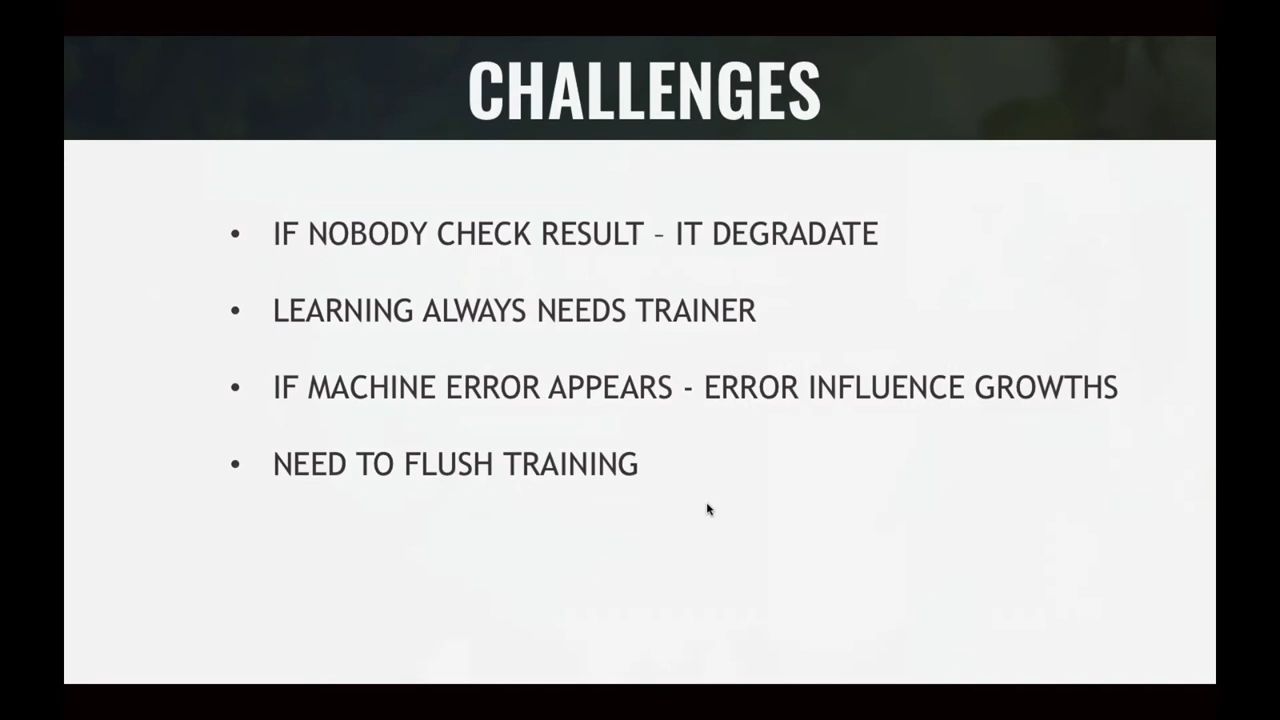 CHALLENGES
• IF NOBODY CHECK RESULT – IT DEGRADATE
• LEARNING ALWAYS NEEDS TRAINER
• IF MACHINE ERROR APPEARS - ERROR INFLUENCE GROWTHS
• NEED TO FLUSH TRAINING